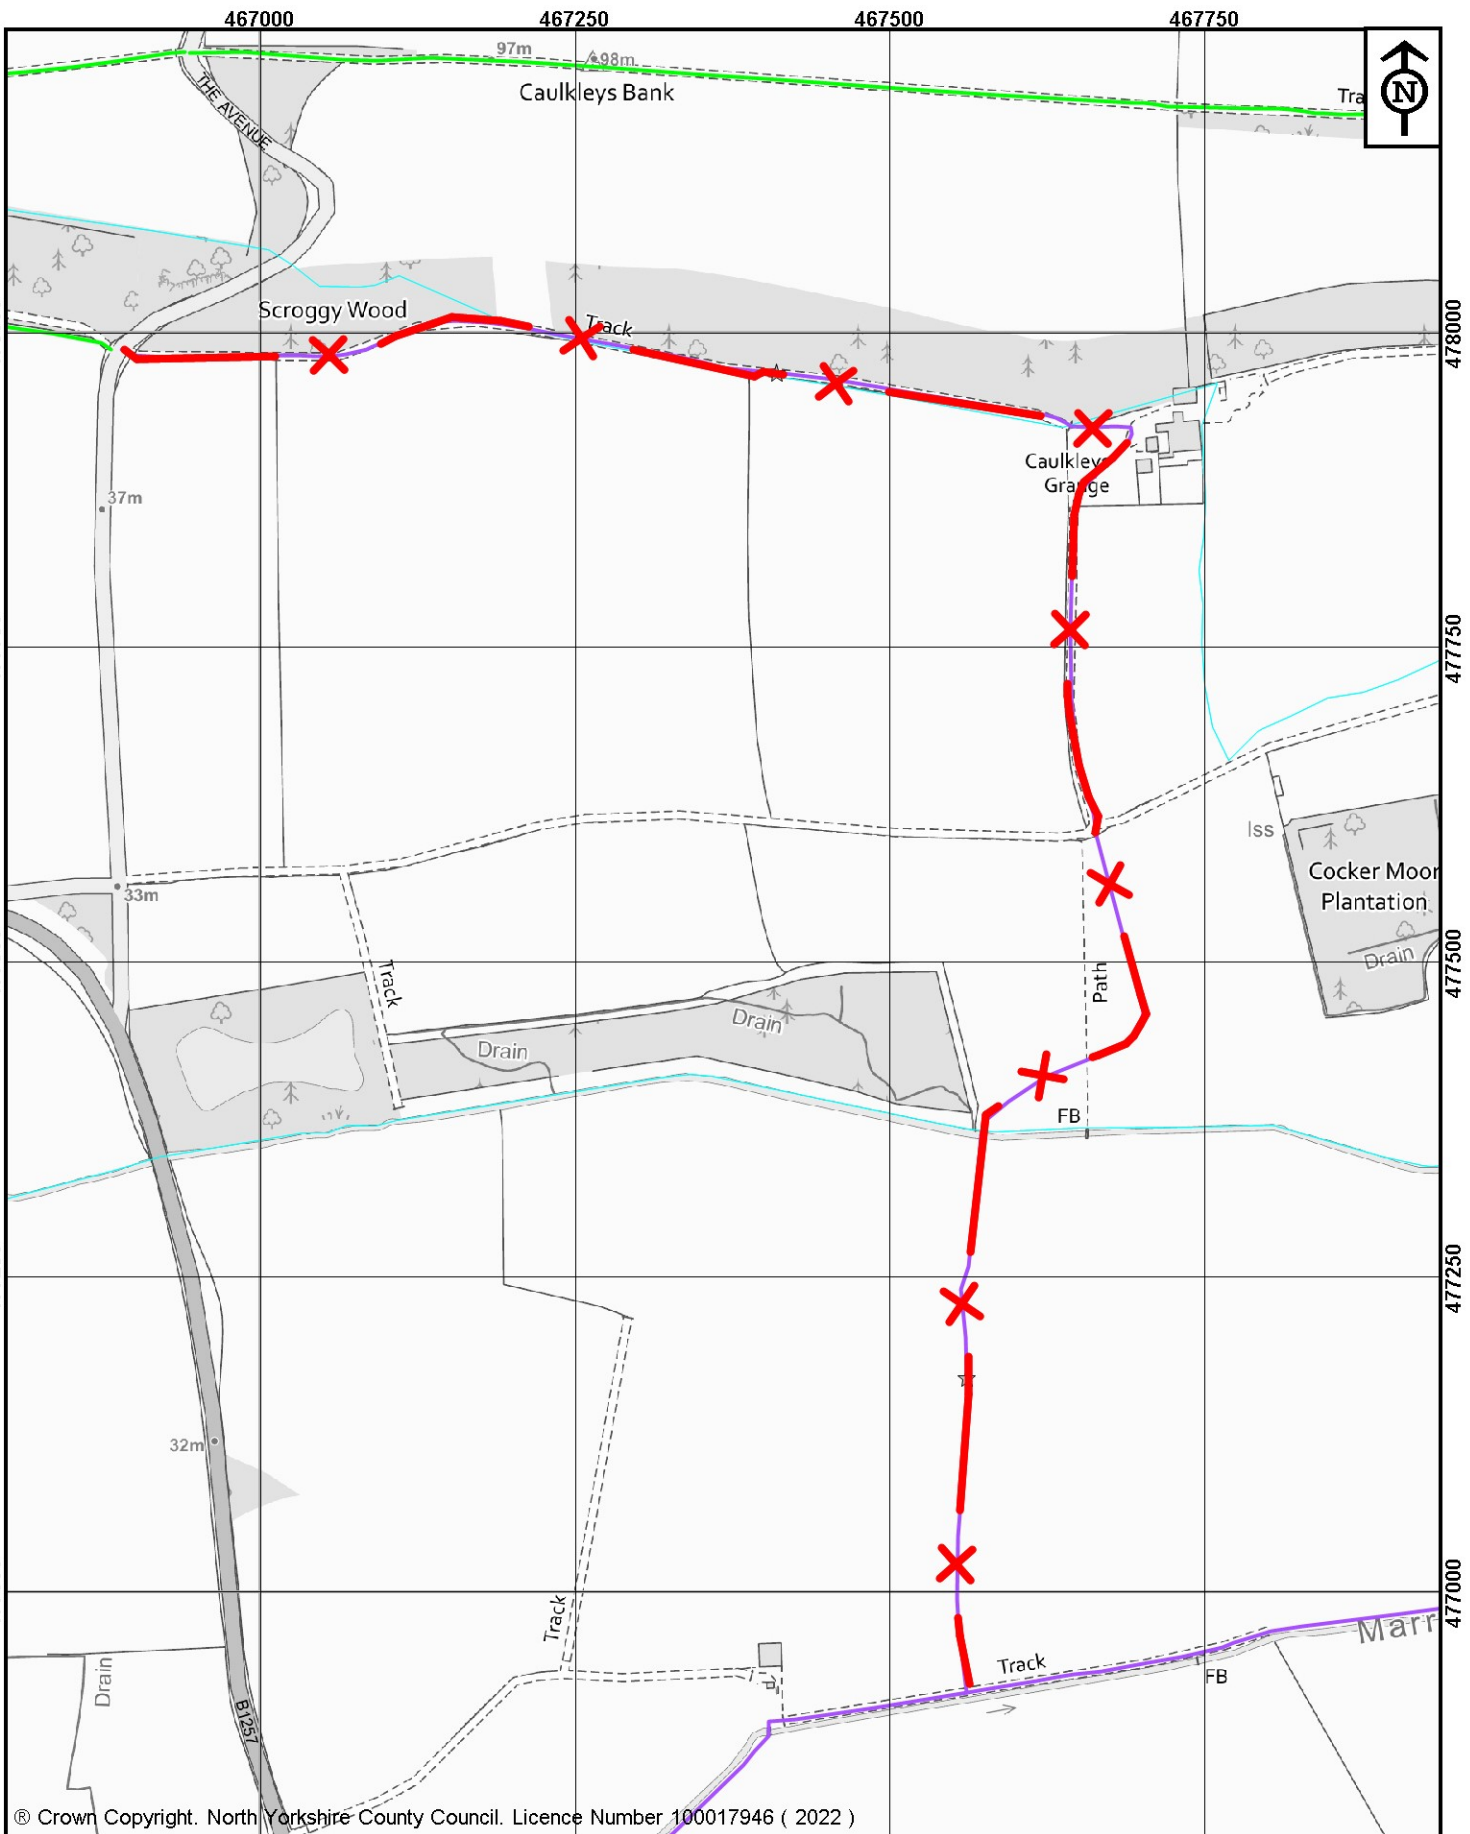 467000
467250
467500
467750
97m
98m
Caulkleys Bank
Tra
N
THE AVENUE
Scroggy Wood
Track
478000
Caulkleys
Grange
37m
477750
Iss
Cocker Moor
Plantation
33m
Drain
477500
Track
Path
Drain
Drain
FB
477250
32m
Track
477000
Marr
Track
FB
Drain
B1257
® Crown Copyright. North Yorkshire County Council. Licence Number 100017946 ( 2022 )